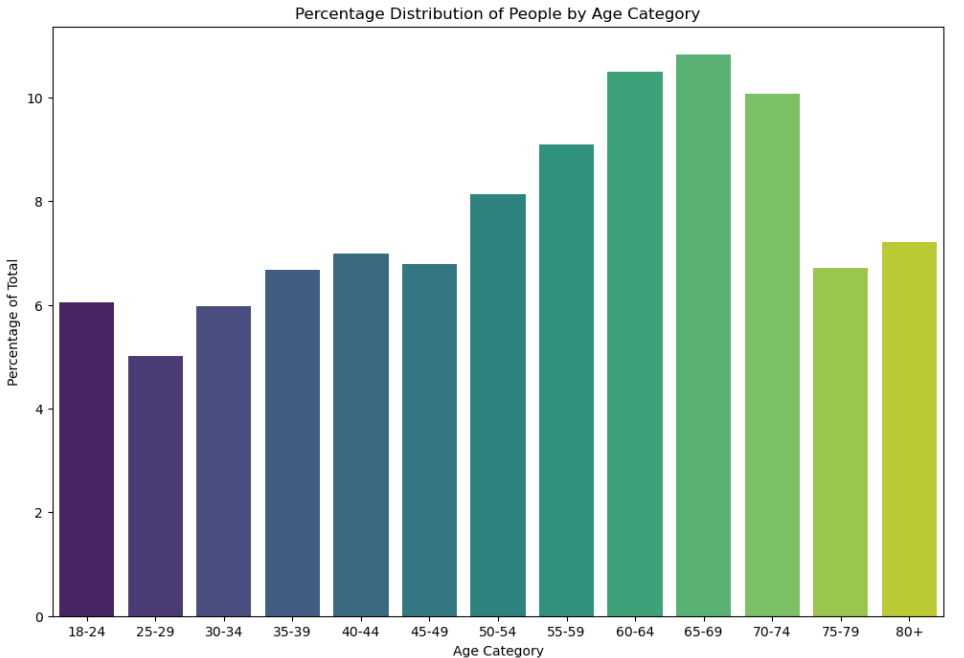 Percentage Distribution of People by Age Category
Percentage of Total
10
8
6
4
2
0
18-24 25-29 30-34 35-39 40-44 45-49 50-54 55-59 60-64 65-69 70-74 75-79 80+
Age Category